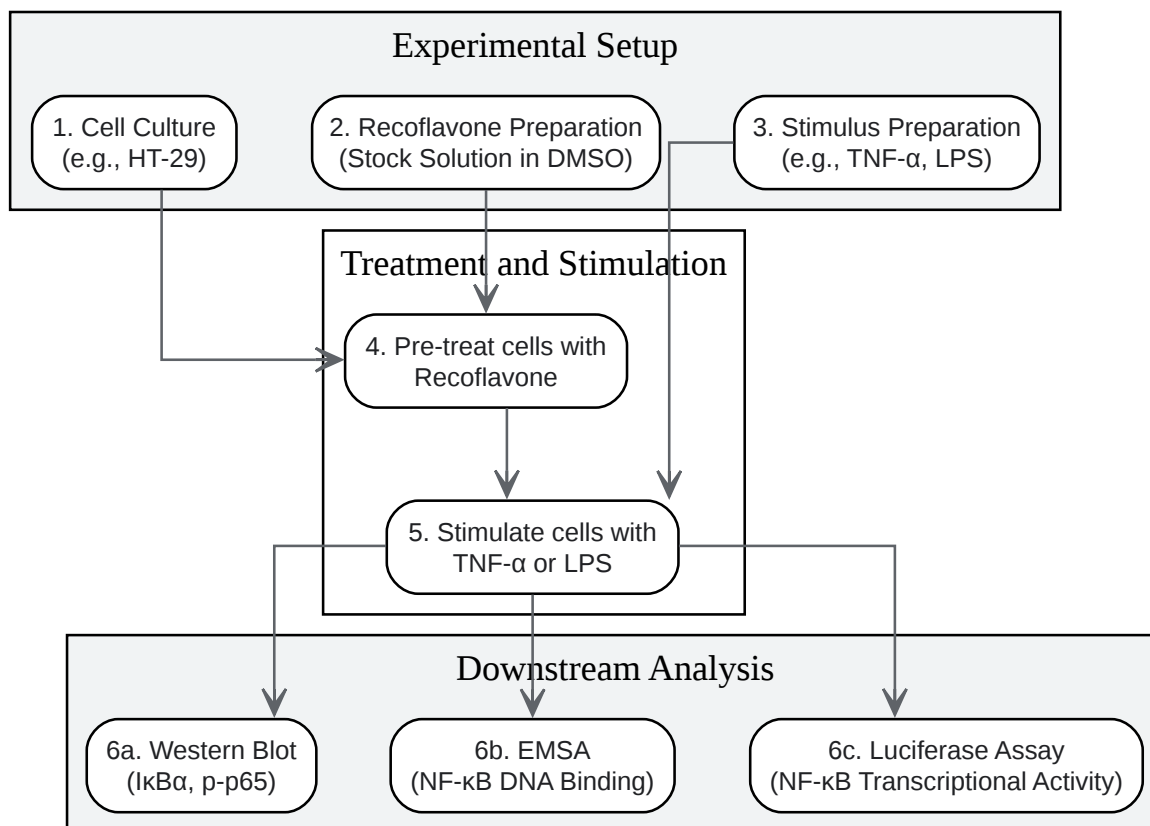 Experimental Setup
1. Cell Culture
(e.g., HT-29)
2. Recoflavone Preparation
(Stock Solution in DMSO)
3. Stimulus Preparation
(e.g., TNF-α, LPS)
Treatment and Stimulation
4. Pre-treat cells with
Recoflavone
5. Stimulate cells with
TNF-α or LPS
Downstream Analysis
6a. Western Blot
(IκBα, p-p65)
6b. EMSA
(NF-κB DNA Binding)
6c. Luciferase Assay
(NF-κB Transcriptional Activity)